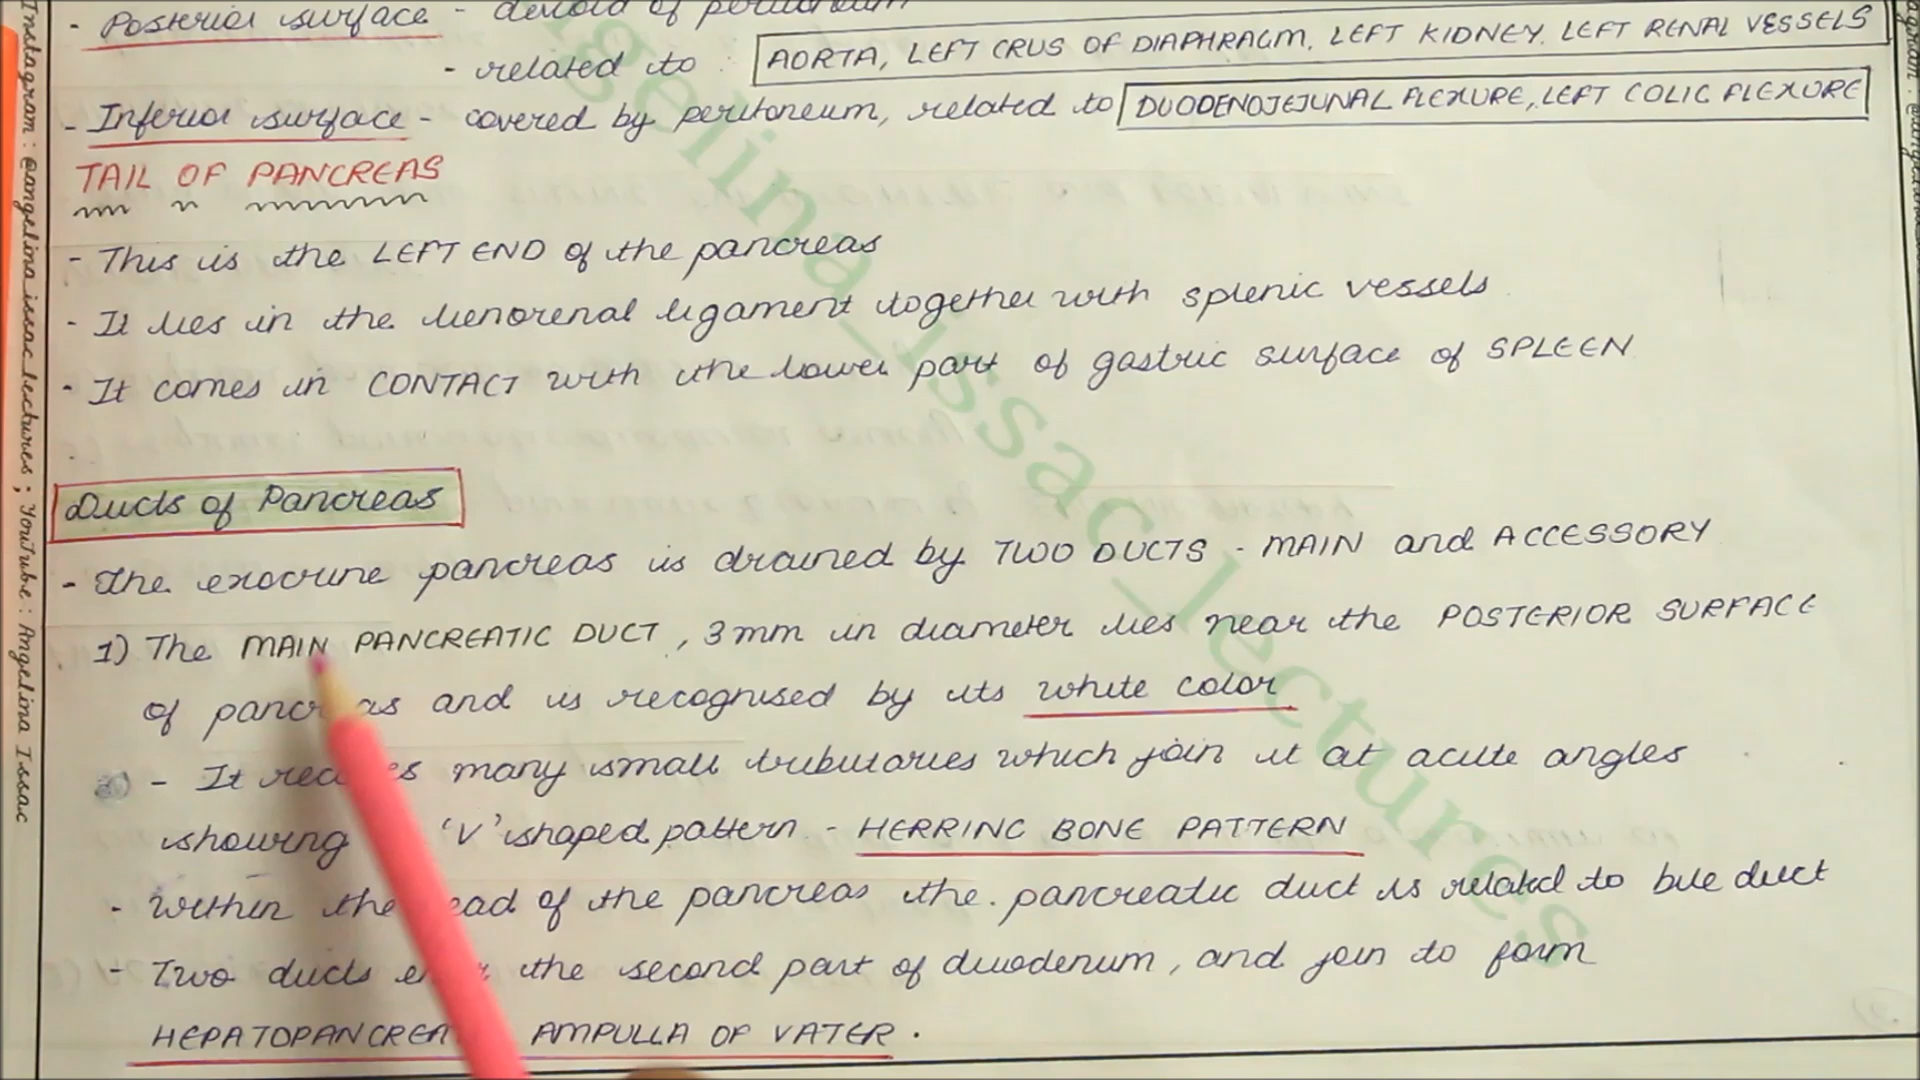 - Posterior surface - devoid of peritoneum
- related to AORTA, LEFT CRUS OF DIAPHRAGM, LEFT KIDNEY, LEFT RENAL VESSELS
- Inferior surface - covered by peritoneum, related to DUODENOJEJUNAL FLEXURE, LEFT COLIC FLEXURE
TAIL OF PANCREAS
- This is the LEFT END of the pancreas
- It lies in the lienorenal ligament together with splenic vessels
- It comes in CONTACT with the lower part of gastric surface of SPLEEN
Ducts of Pancreas
- The exocrine pancreas is drained by TWO DUCTS - MAIN and ACCESSORY
1) The MAIN PANCREATIC DUCT, 3mm in diameter lies near the POSTERIOR SURFACE
of pancreas and is recognised by its white color
- It receives many small tributaries which join it at acute angles
showing 'V' shaped pattern - HERRING BONE PATTERN
- Within the head of the pancreas the pancreatic duct is related to bile duct
- Two ducts enter the second part of duodenum, and join to form
HEPATOPANCREA AMPULLA OF VATER.
Instagram: @angelina_issac_lectures; YouTube: Angelina Issac
angelina_issac_lectures